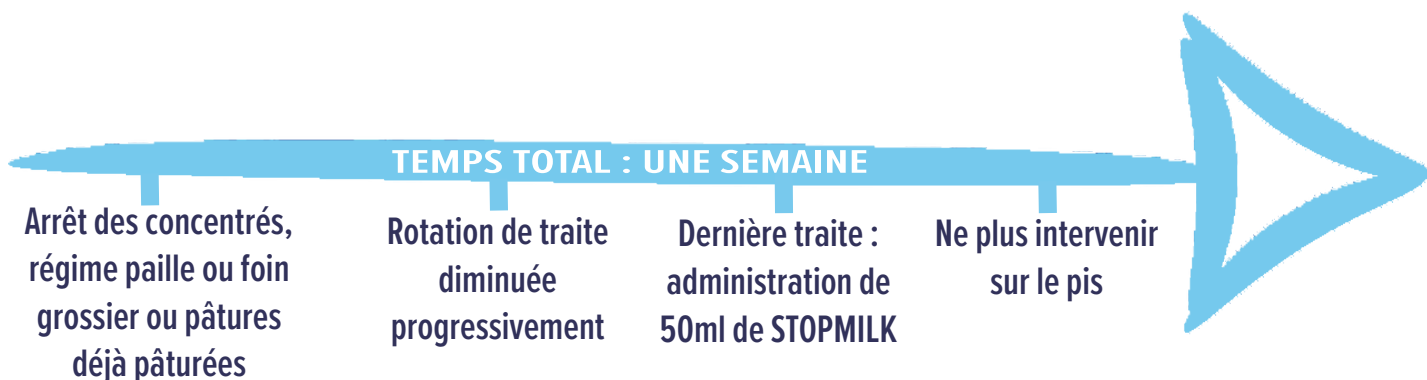 TEMPS TOTAL : UNE SEMAINE
Arrêt des concentrés,
régime paille ou foin
grossier ou pâtures
déjà pâturées
Rotation de traite
diminuée
progressivement
Dernière traite :
administration de
50ml de STOPMILK
Ne plus intervenir
sur le pis